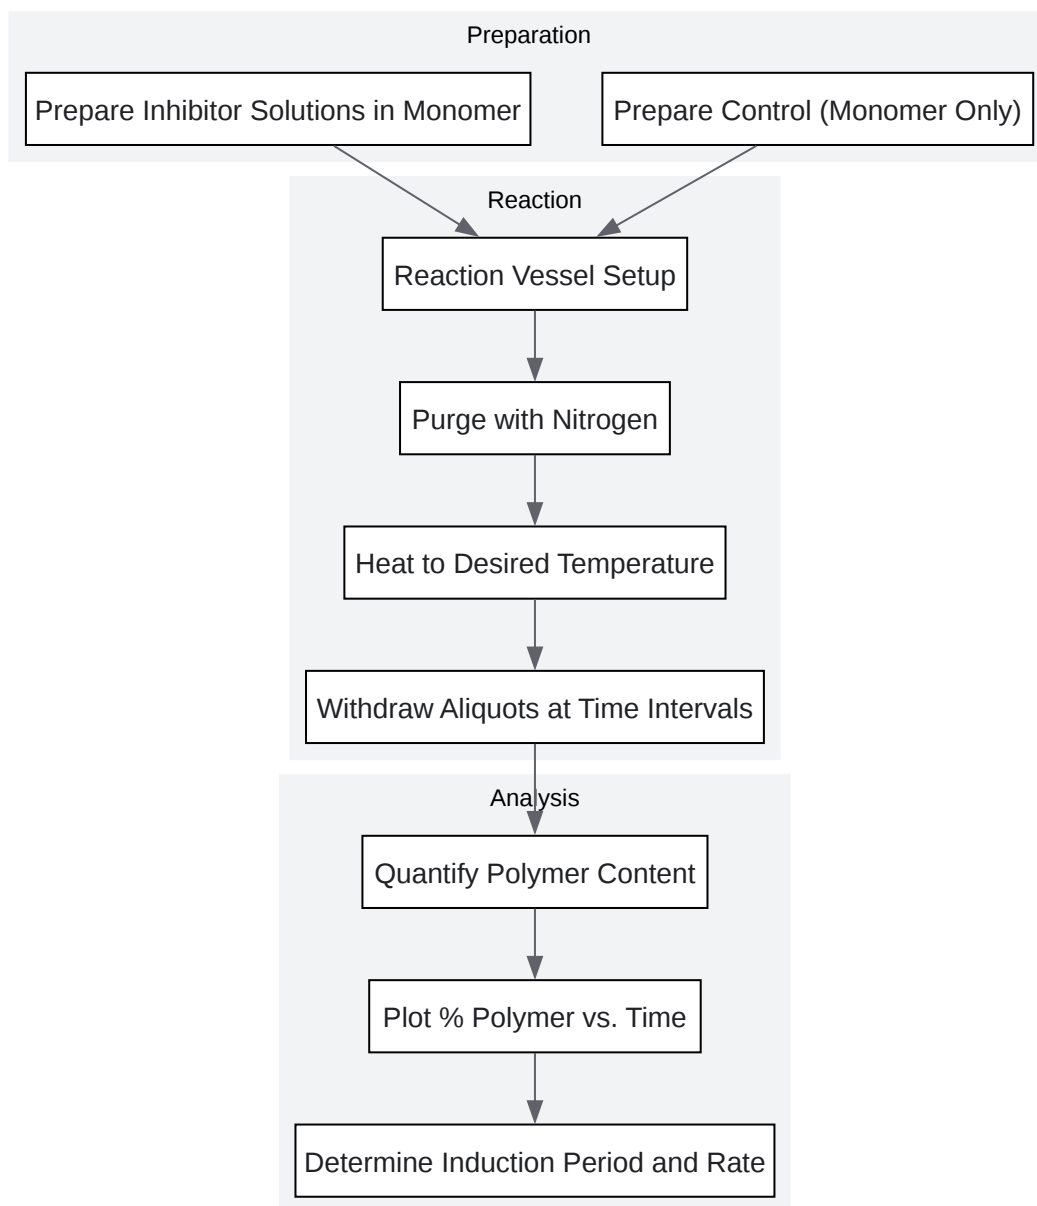 Preparation
Prepare Inhibitor Solutions in Monomer
Prepare Control (Monomer Only)
Reaction
Reaction Vessel Setup
Purge with Nitrogen
Heat to Desired Temperature
Withdraw Aliquots at Time Intervals
Analysis
Quantify Polymer Content
Plot % Polymer vs. Time
Determine Induction Period and Rate